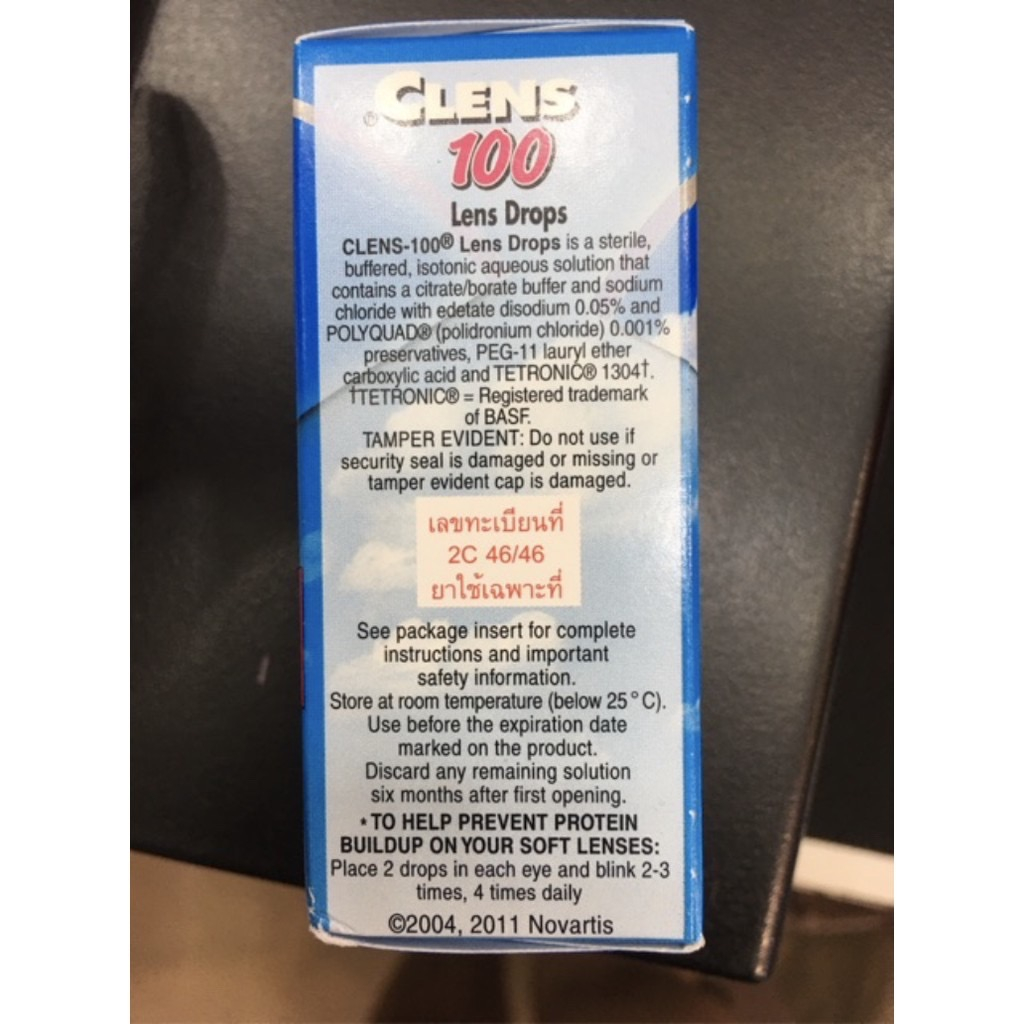 CLENS®
100
Lens Drops
CLENS-100® Lens Drops is a sterile,
buffered, isotonic aqueous solution that
contains a citrate/borate buffer and sodium
chloride with edetate disodium 0.05% and
POLYQUAD® (polidronium chloride) 0.001%
preservatives, PEG-11 lauryl ether
carboxylic acid and TETRONIC® 1304†.
†TETRONIC® = Registered trademark
of BASF.
TAMPER EVIDENT: Do not use if
security seal is damaged or missing or
tamper evident cap is damaged.
เลขทะเบียนที่
2C 46/46
ยาใช้เฉพาะที่
See package insert for complete
instructions and important
safety information.
Store at room temperature (below 25°C).
Use before the expiration date
marked on the product.
Discard any remaining solution
six months after first opening.
* TO HELP PREVENT PROTEIN
BUILDUP ON YOUR SOFT LENSES:
Place 2 drops in each eye and blink 2-3
times, 4 times daily
©2004, 2011 Novartis